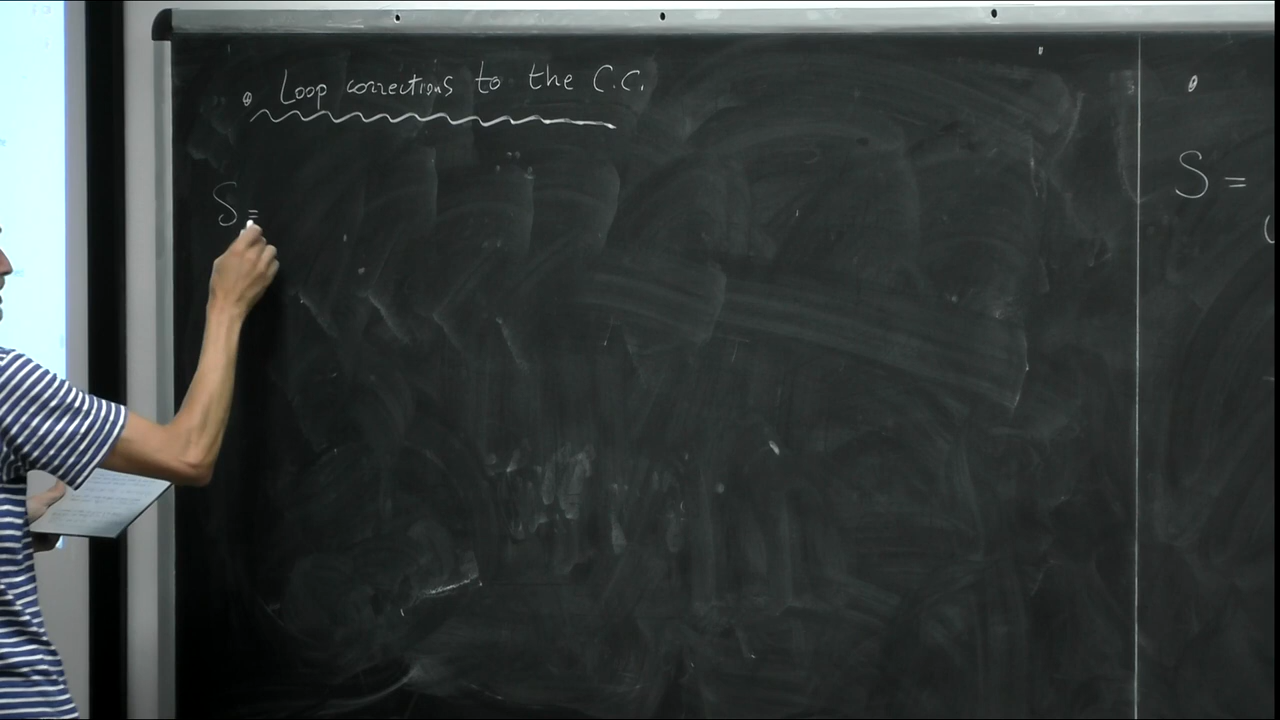 Loop corrections to the C.C.
S =
S =